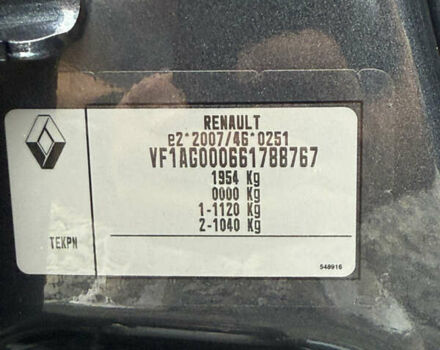 RENAULT
e2*2007/46*0251
VF1AG000661788767
1954 Kg
0000 Kg
1-1120 Kg
2-1040 Kg
TEKPN
548916